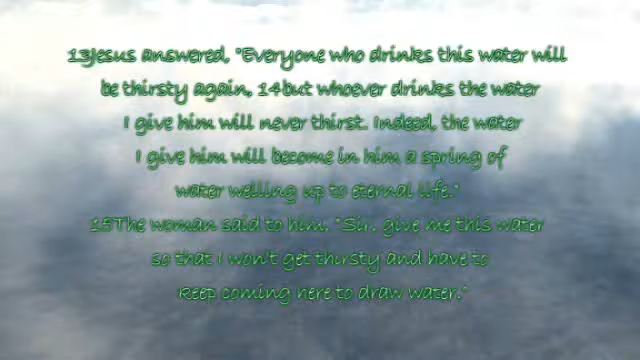 13Jesus answered, "Everyone who drinks this water will
be thirsty again, 14but whoever drinks the water
I give him will never thirst. Indeed, the water
I give him will become in him a spring of
water welling up to eternal life."
15The woman said to him, "Sir, give me this water
so that I won't get thirsty and have to
keep coming here to draw water."